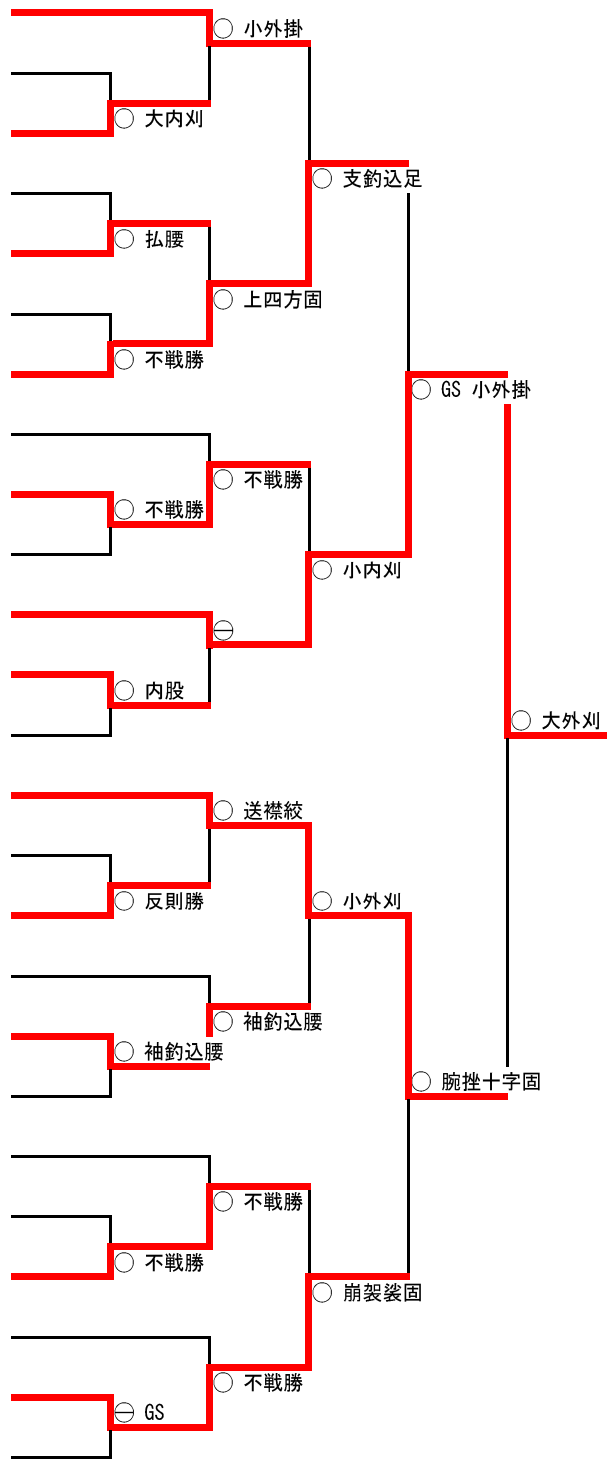 ○ 小外掛
○ 大内刈
○ 支釣込足
○ 払腰
○ 上四方固
○ 不戦勝
○ GS 小外掛
○ 不戦勝
○ 不戦勝
○ 小内刈
⊖
○ 内股
○ 大外刈
○ 送襟絞
○ 反則勝
○ 小外刈
○ 袖釣込腰
○ 袖釣込腰
○ 腕挫十字固
○ 不戦勝
○ 不戦勝
○ 崩袈裟固
○ 不戦勝
⊖ GS